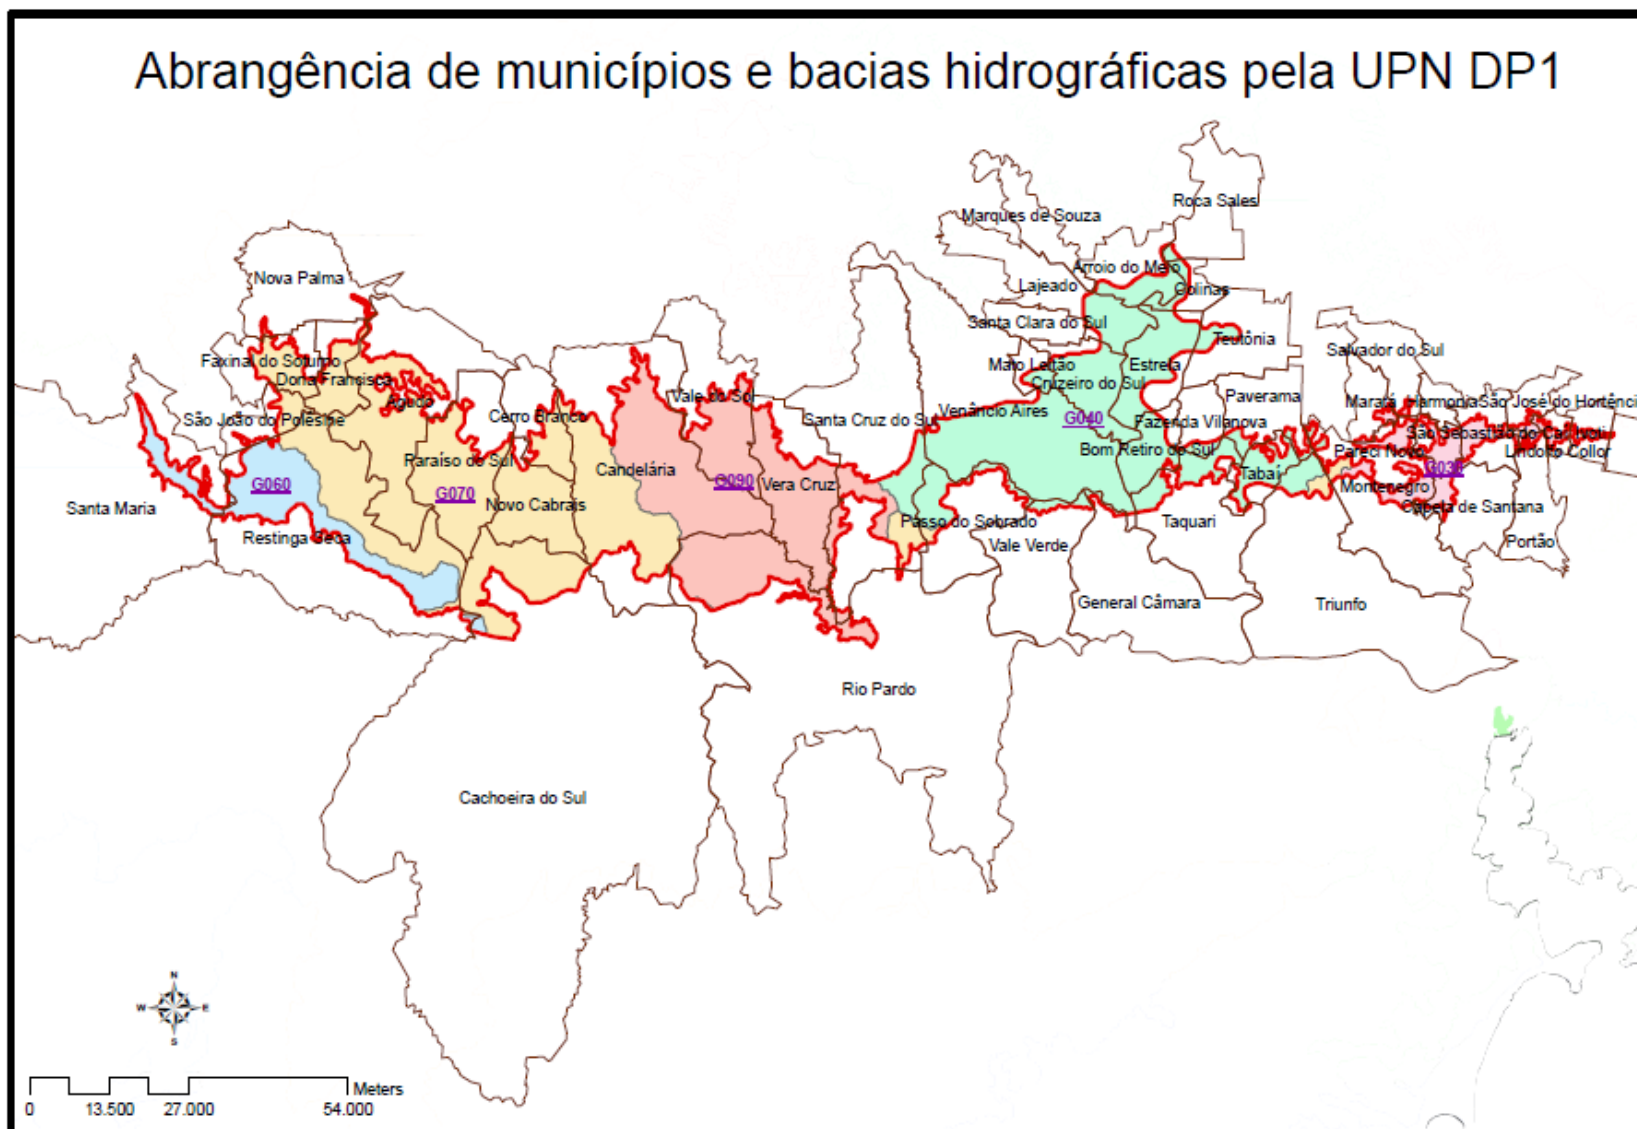 Abrangência de municípios e bacias hidrográficas pela UPN DP1
Roca Sales
Marques de Souza
Nova Palma
Arroio do Meio
Lajeado
Colinas
Santa Clara do Sul
Teutônia
Salvador do Sul
Faxinal do Soturno
Mato Leitão
Estrela
Dona Francisca
Cruzeiro do Sul
Vale do Sol
Paverama
Agudo
Maratá
Harmonia
São José do Hortênci
Cerro Branco
Venâncio Aires
São João do Polêsine
Santa Cruz do Sul
G040
Fazenda Vilanova
São Sebastião do Caí
Ivoti
Bom Retiro do Sul
Pareci Novo
Lindolfo Collor
Paraíso do Sul
Candelária
Tabaí
G030
G060
G070
G090
Vera Cruz
Montenegro
Santa Maria
Novo Cabrais
Capela de Santana
Passo do Sobrado
Taquari
Restinga Seca
Vale Verde
Portão
General Câmara
Triunfo
Rio Pardo
Cachoeira do Sul
N
W E
S
Meters
0 13.500 27.000 54.000